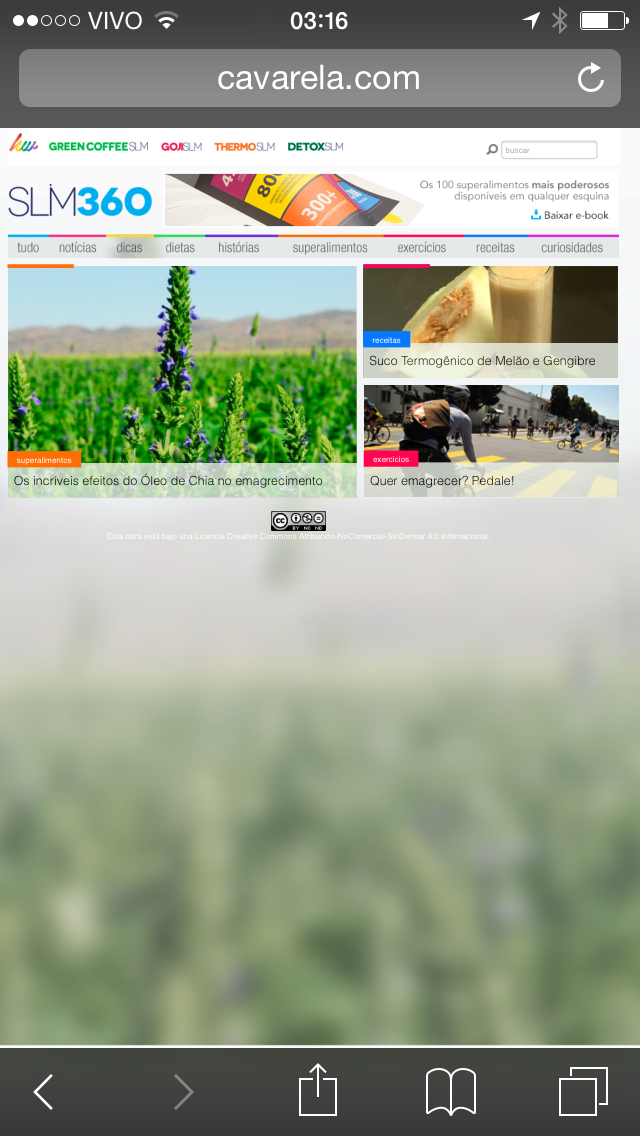 VIVO 03:16
cavarela.com
hw GREEN COFFEE SLM GOJI SLM THERMO SLM DETOX SLM buscar
SLM360
Os 100 superalimentos mais poderosos
disponíveis em qualquer esquina
Baixar e-book
800
300+
tudo notícias dicas dietas histórias superalimentos exercícios receitas curiosidades
superalimentos
Os incríveis efeitos do Óleo de Chia no emagrecimento
receitas
Suco Termogênico de Melão e Gengibre
exercícios
Quer emagrecer? Pedale!
cc BY NC ND
Esta obra está bajo una Licencia Creative Commons Atribución-NoComercial-SinDerivar 4.0 Internacional.